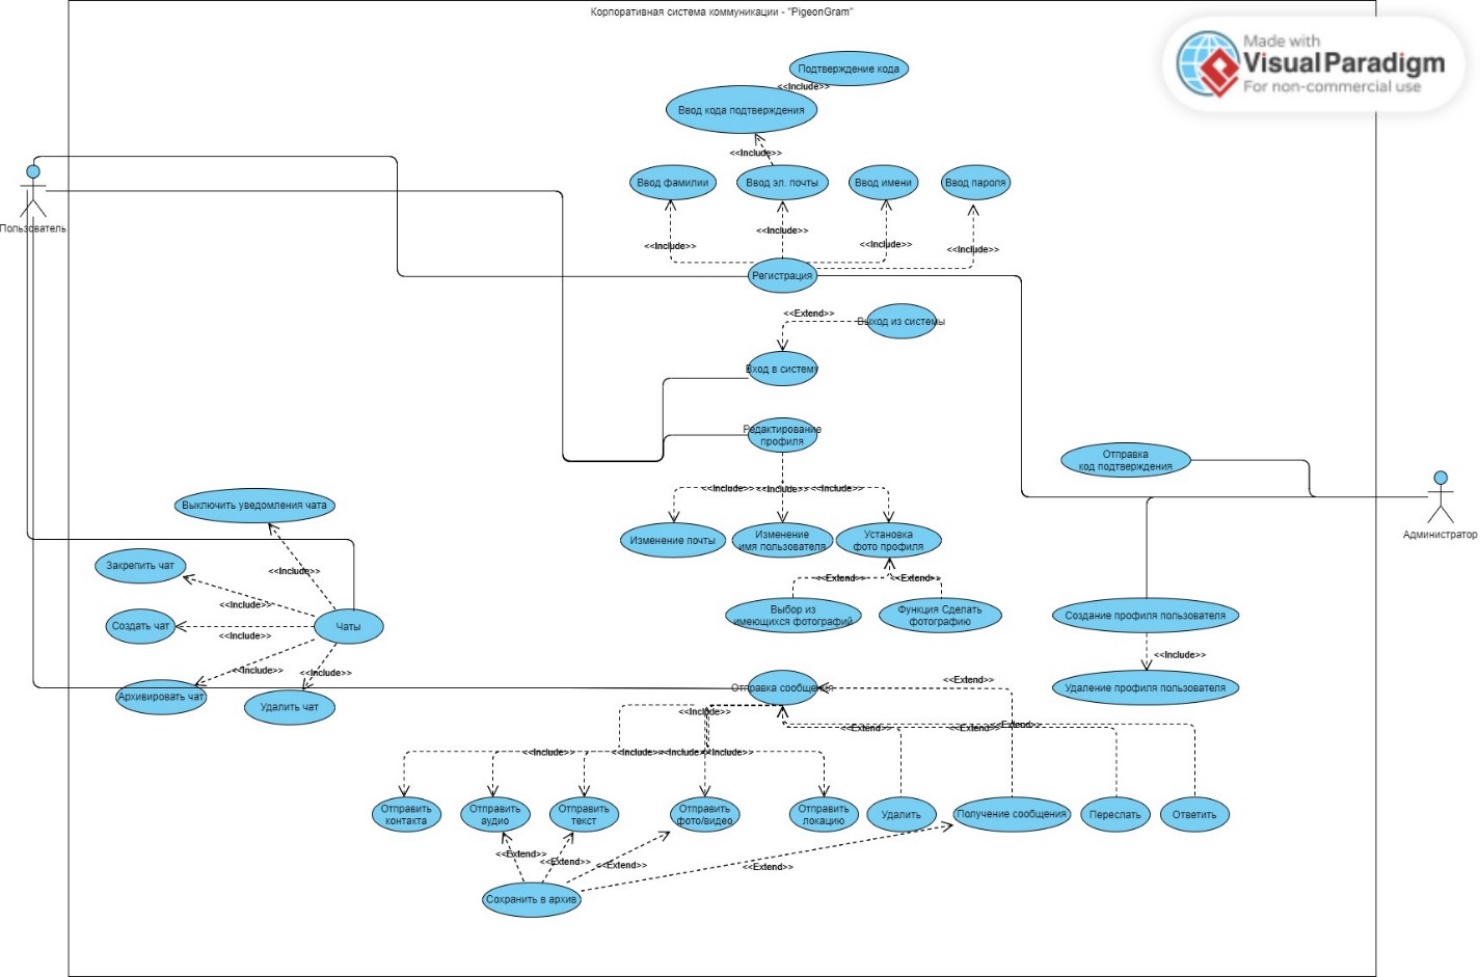 Корпоративная система коммуникации - "PigeonGram"
Made with
Visual Paradigm
For non-commercial use
Подтверждение кода
<<Include>>
Ввод кода подтверждения
<<Include>>
Ввод фамилии
Ввод эл. почты
Ввод имени
Ввод пароля
Пользователь
<<Include>>
<<Include>>
<<Include>>
<<Include>>
Регистрация
<<Extend>>
Выход из системы
Вход в систему
Редактирование
профиля
Отправка
код подтверждения
Администратор
<<Include>>
<<Include>>
<<Include>>
Изменение почты
Изменение
имя пользователя
Установка
фото профиля
<<Extend>>
<<Extend>>
Выбор из
имеющихся фотографий
Функция Сделать
фотографию
Выключить уведомления чата
Закрепить чат
<<Include>>
<<Include>>
Создать чат
<<Include>>
Чаты
<<Include>>
<<Include>>
Архивировать чат
Удалить чат
Создание профиля пользователя
<<Include>>
Удаление профиля пользователя
Отправка сообщения
<<Extend>>
<<Include>>
<<Extend>>
<<Extend>>
<<Extend>>
<<Include>>
<<Include>>
<<Include>>
<<Include>>
Отправить
контакта
Отправить
аудио
Отправить
текст
Отправить
фото/видео
Отправить
локацию
Удалить
Получение сообщения
Переслать
Ответить
<<Extend>>
<<Extend>>
<<Extend>>
<<Extend>>
Сохранить в архив